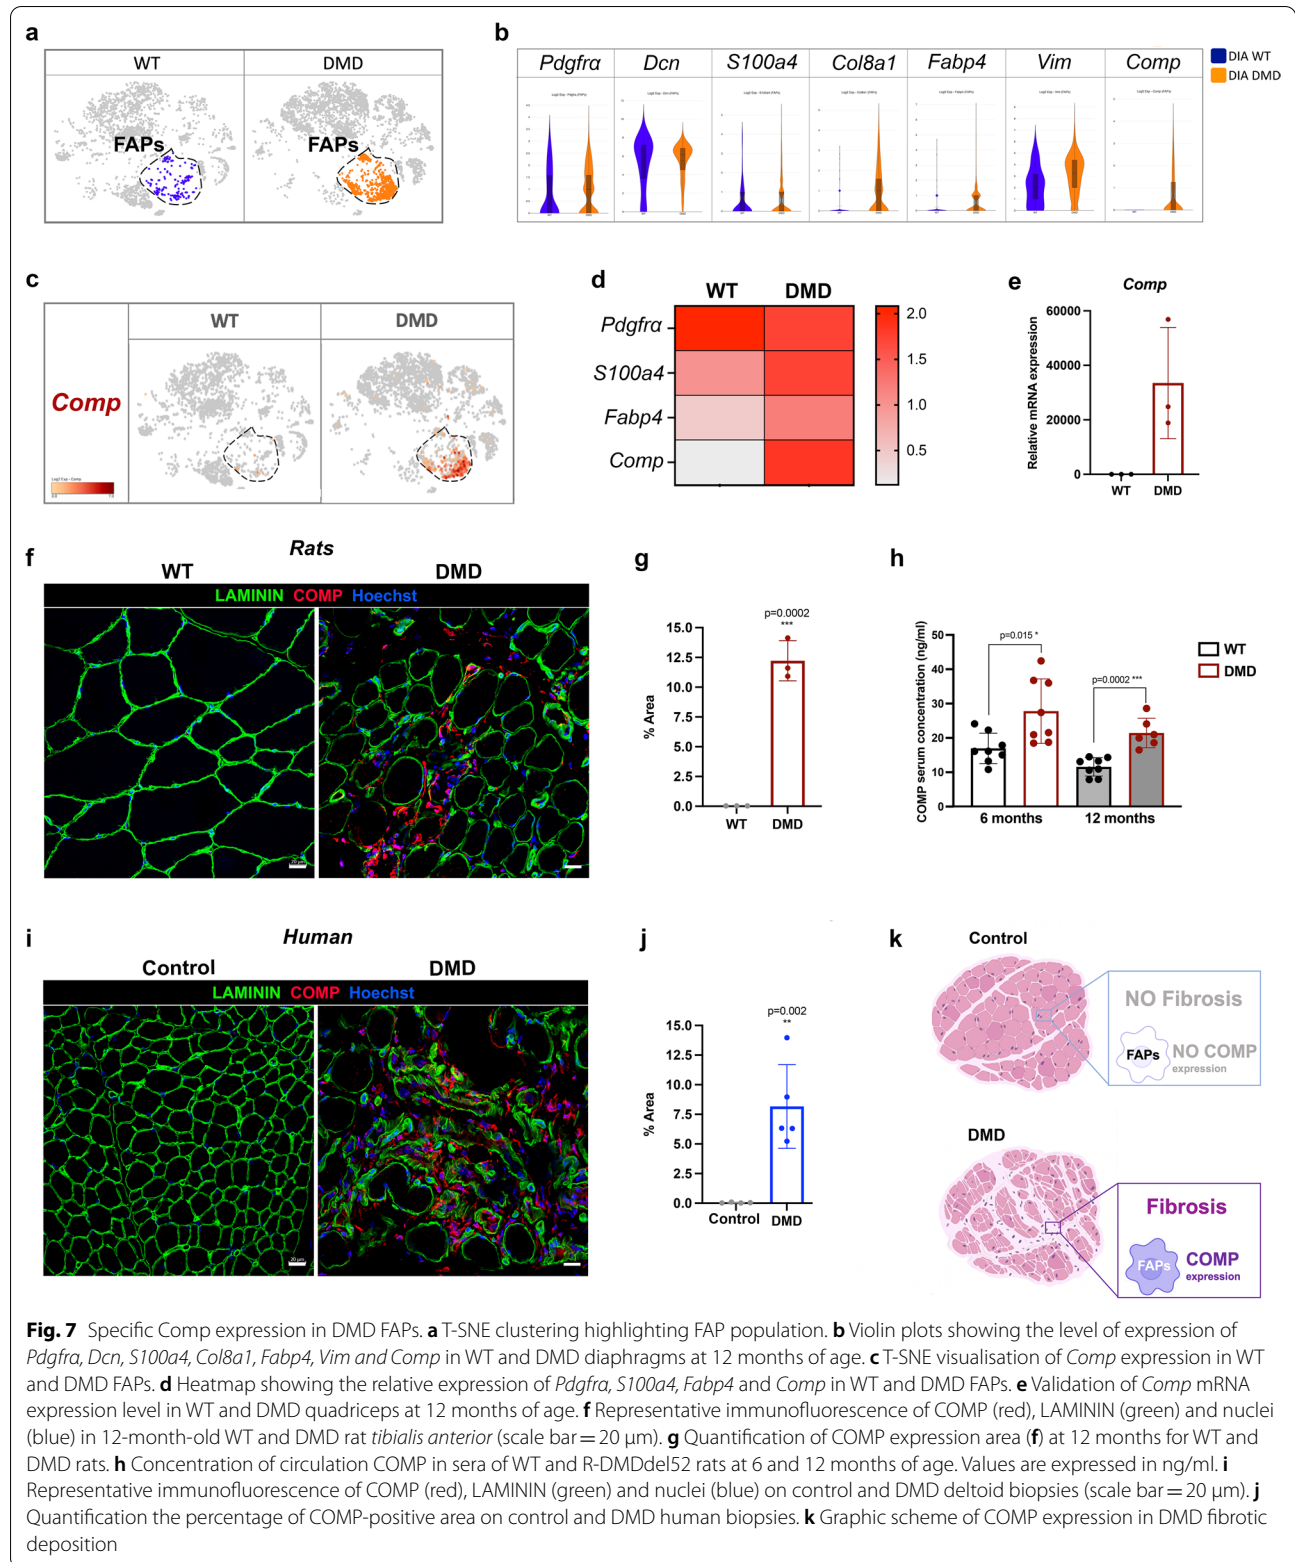 a
WT
DMD
FAPs
FAPs
b
Pdgfrα
Dcn
S100a4
Col8a1
Fabp4
Vim
Comp
DIA WT
DIA DMD
c
WT
DMD
Comp
Log2 Exp - Comp
d
WT
DMD
Pdgfrα
S100a4
Fabp4
Comp
2.0
1.5
1.0
0.5
e
Comp
Relative mRNA expression
60000
40000
20000
0
WT
DMD
f
Rats
WT
DMD
LAMININ COMP Hoechst
20 µm
g
p=0.0002
***
% Area
15.0
12.5
10.0
7.5
5.0
2.5
0.0
WT
DMD
h
COMP serum concentration (ng/ml)
50
40
30
20
10
0
p=0.015 *
p=0.0002 ***
6 months
12 months
WT
DMD
i
Human
Control
DMD
LAMININ COMP Hoechst
20 µm
j
p=0.002
**
% Area
15.0
12.5
10.0
7.5
5.0
2.5
0.0
Control
DMD
k
Control
NO Fibrosis
FAPs
NO COMP
expression
DMD
Fibrosis
FAPs
COMP
expression
Fig. 7 Specific Comp expression in DMD FAPs. a T-SNE clustering highlighting FAP population. b Violin plots showing the level of expression of
Pdgfra, Dcn, S100a4, Col8a1, Fabp4, Vim and Comp in WT and DMD diaphragms at 12 months of age. c T-SNE visualisation of Comp expression in WT
and DMD FAPs. d Heatmap showing the relative expression of Pdgfra, S100a4, Fabp4 and Comp in WT and DMD FAPs. e Validation of Comp mRNA
expression level in WT and DMD quadriceps at 12 months of age. f Representative immunofluorescence of COMP (red), LAMININ (green) and nuclei
(blue) in 12-month-old WT and DMD rat tibialis anterior (scale bar = 20 µm). g Quantification of COMP expression area (f) at 12 months for WT and
DMD rats. h Concentration of circulation COMP in sera of WT and R-DMDdel52 rats at 6 and 12 months of age. Values are expressed in ng/ml. i
Representative immunofluorescence of COMP (red), LAMININ (green) and nuclei (blue) on control and DMD deltoid biopsies (scale bar = 20 µm). j
Quantification the percentage of COMP-positive area on control and DMD human biopsies. k Graphic scheme of COMP expression in DMD fibrotic
deposition